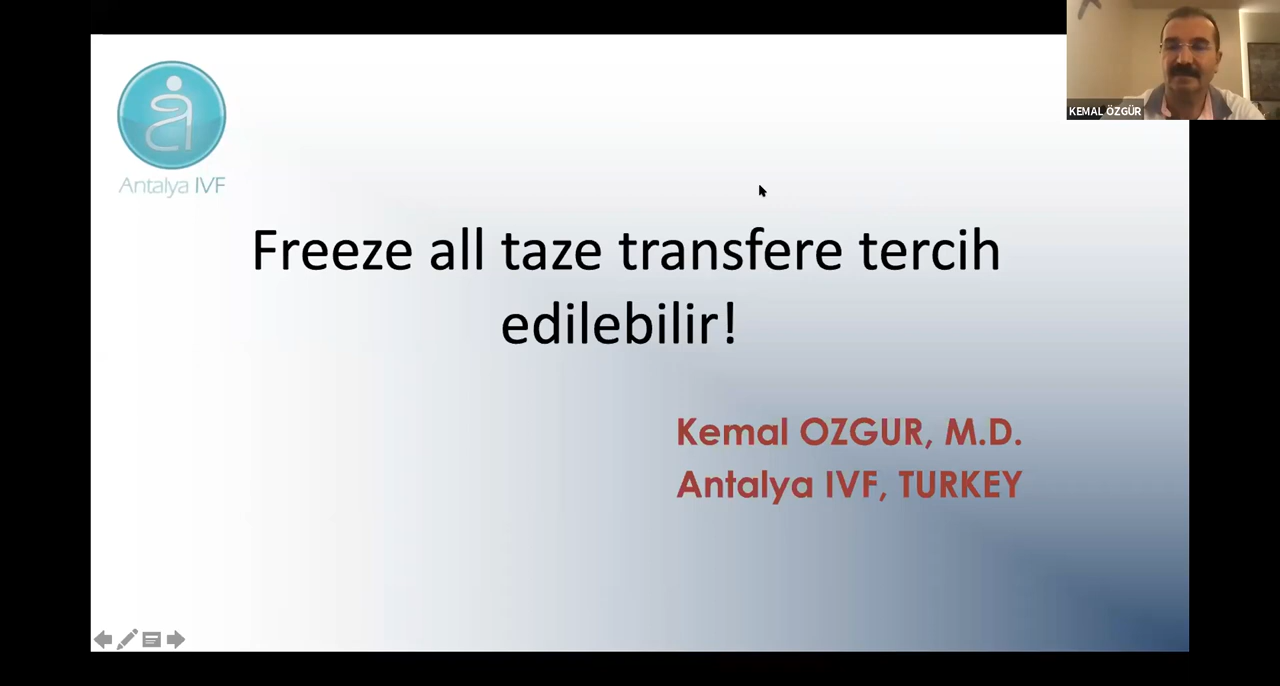 KEMAL ÖZGÜR
Antalya IVF
Freeze all taze transfere tercih
edilebilir!
Kemal OZGUR, M.D.
Antalya IVF, TURKEY